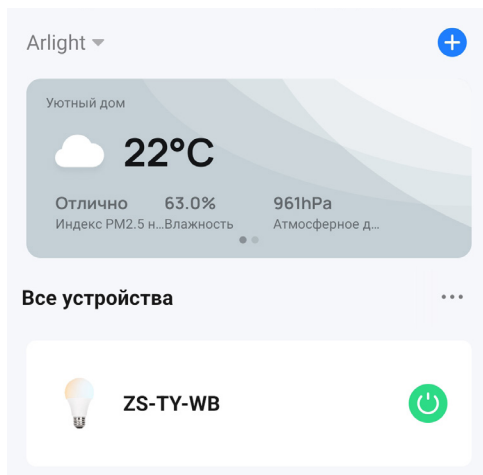 Arlight
Уютный дом
22°C
Отлично 63.0% 961hPa
Индекс PM2.5 н...Влажность Атмосферное д...
Все устройства
ZS-TY-WB